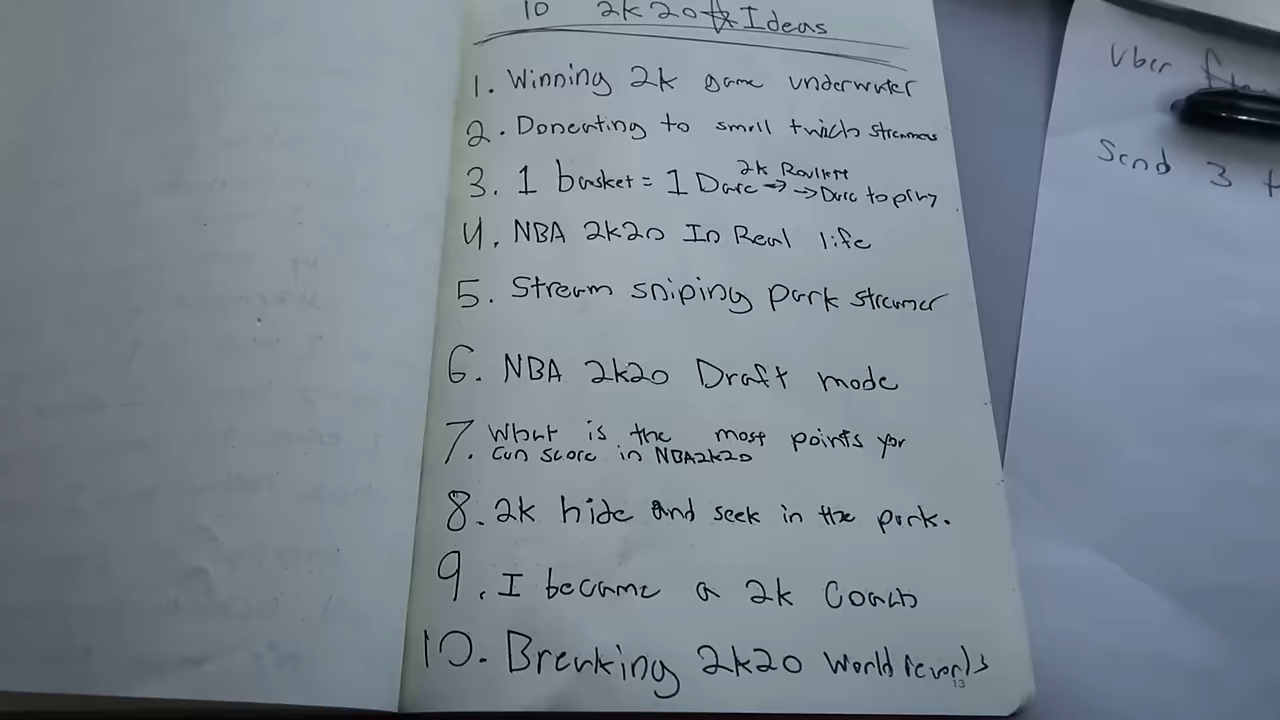 10 2k20 Ideas
1. Winning 2k game underwater
2. Doneating to small twich streamers
2k Roulette
3. 1 basket = 1 Dare → → Dare to play
4. NBA 2k20 In Real life
5. Stream sniping park streamer
6. NBA 2k20 Draft mode
7. What is the most points you
can score in NBA2k20
8. 2k hide and seek in the park.
9. I became a 2k Coach
10. Breaking 2k20 World records
13
Uber
Send 3